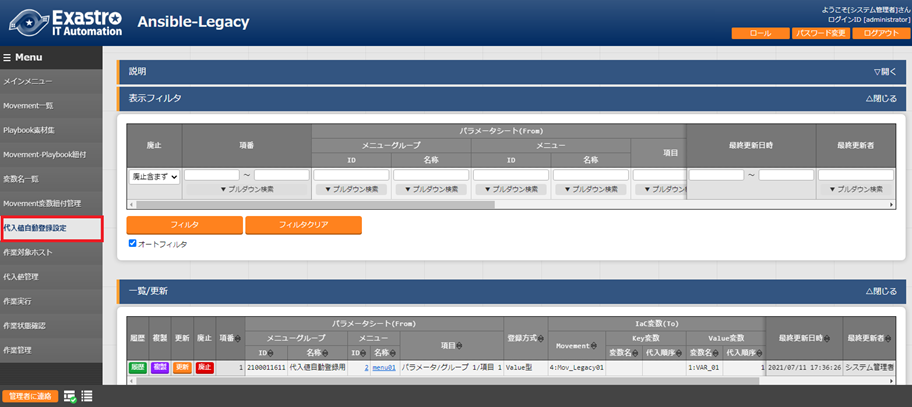 Exastro
IT Automation
Ansible-Legacy
ようこそ[システム管理者]さん
ログインID [administrator]
ロール
パスワード変更
ログアウト
Menu
メインメニュー
Movement一覧
Playbook素材集
Movement-Playbook紐付
変数名一覧
Movement変数紐付管理
代入値自動登録設定
作業対象ホスト
代入値管理
作業実行
作業状態確認
作業管理
説明
▽開く
表示フィルタ
△閉じる
パラメータシート(From)
廃止
項番
メニューグループ
メニュー
項目
最終更新日時
最終更新者
ID
名称
ID
名称
廃止含まず
～
～
▼ プルダウン検索
▼ プルダウン検索
▼ プルダウン検索
▼ プルダウン検索
▼ プルダウン検索
▼ プルダウン
▼ プルダウン検索
フィルタ
フィルタクリア
オートフィルタ
一覧/更新
△閉じる
パラメータシート(From)
IaC変数(To)
履歴
複製
更新
廃止
項番
メニューグループ
メニュー
項目
登録方式
Movement
Key変数
Value変数
最終更新日時
最終更新者
ID
名称
ID
名称
変数名
代入順序
変数名
代入順序
履歴
複製
更新
廃止
1
2100011611
代入値自動登録用
2
menu01
パラメータ/グループ 1/項目 1
Value型
4:Mov_Legacy01
1:VAR_01
1
2021/07/11 17:36:26
システム管理者
管理者に連絡